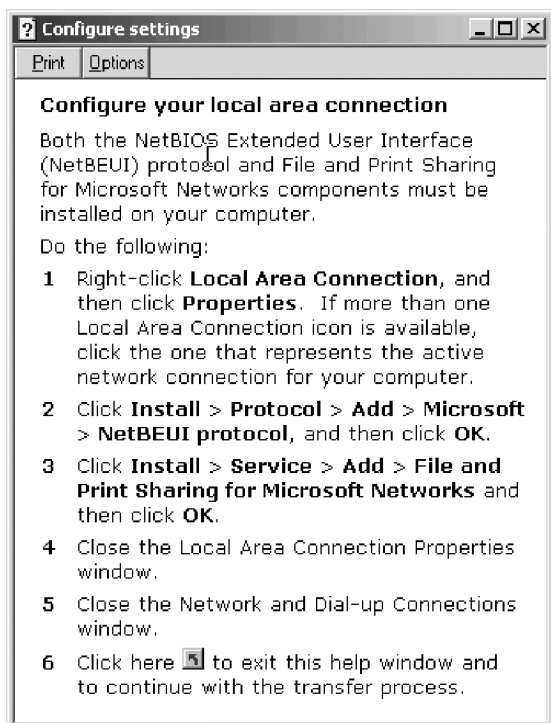 Configure settings
Print Options
Configure your local area connection
Both the NetBIOS Extended User Interface
(NetBEUI) protocol and File and Print Sharing
for Microsoft Networks components must be
installed on your computer.
Do the following:
1 Right-click Local Area Connection, and
then click Properties. If more than one
Local Area Connection icon is available,
click the one that represents the active
network connection for your computer.
2 Click Install > Protocol > Add > Microsoft
> NetBEUI protocol, and then click OK.
3 Click Install > Service > Add > File and
Print Sharing for Microsoft Networks and
then click OK.
4 Close the Local Area Connection Properties
window.
5 Close the Network and Dial-up Connections
window.
6 Click here to exit this help window and
to continue with the transfer process.